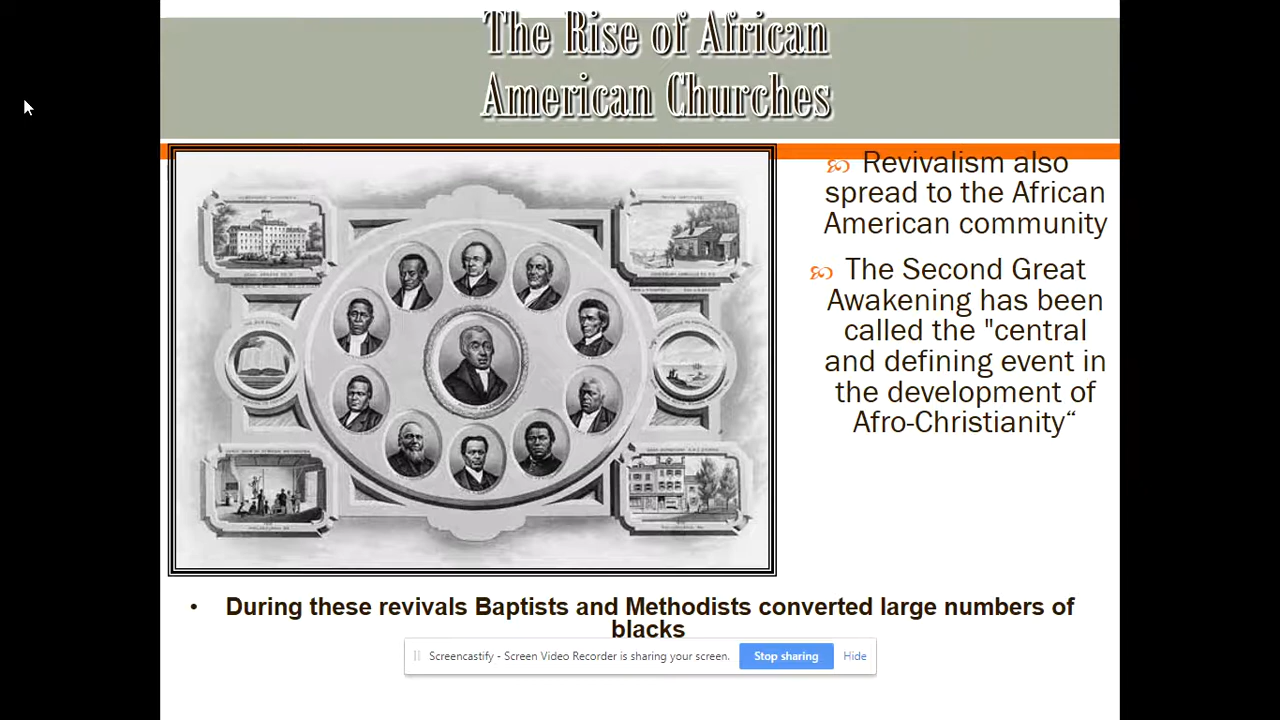 The Rise of African
American Churches
Revivalism also
spread to the African
American community
The Second Great
Awakening has been
called the "central
and defining event in
the development of
Afro-Christianity“
• During these revivals Baptists and Methodists converted large numbers of
blacks
Screencastify - Screen Video Recorder is sharing your screen.
Stop sharing
Hide